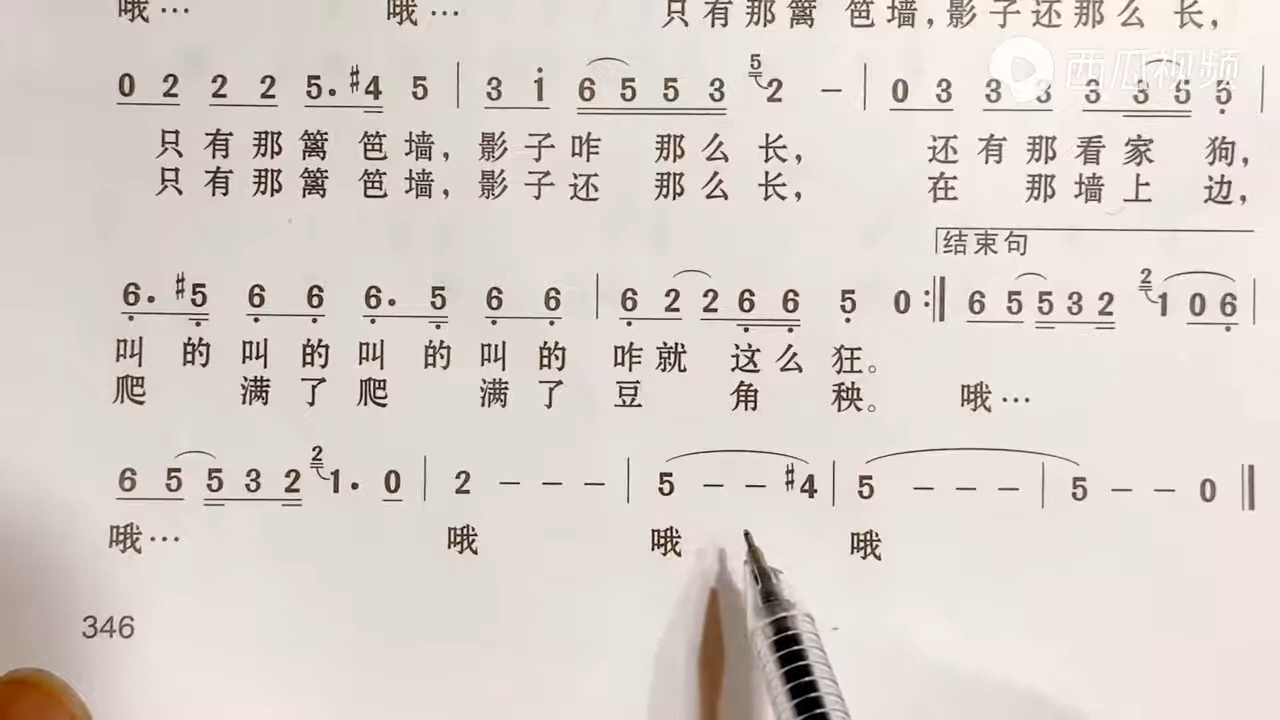 哦… 哦… 只有那篱笆墙,影子还那么长,
西瓜视频
0 2 2 2 5. #4 5 | 3 i 6 5 5 3 5 2 － | 0 3 3 3 3 3 5 5 |
只有那篱笆墙,影子咋那么长, 还有那看家狗,
只有那篱笆墙,影子还那么长, 在那墙上边,
结束句
6. #5 6 6 6. 5 6 6 | 6 2 2 6 6 5 0 :‖ 6 5 5 3 2 2 1 0 6 |
叫的叫的叫的叫的咋就这么狂。
爬满了爬满了豆角秧。 哦…
6 5 5 3 2 2 1. 0 | 2 － － － | 5 － － #4 | 5 － － － | 5 － － 0 ‖
哦… 哦 哦 哦
346